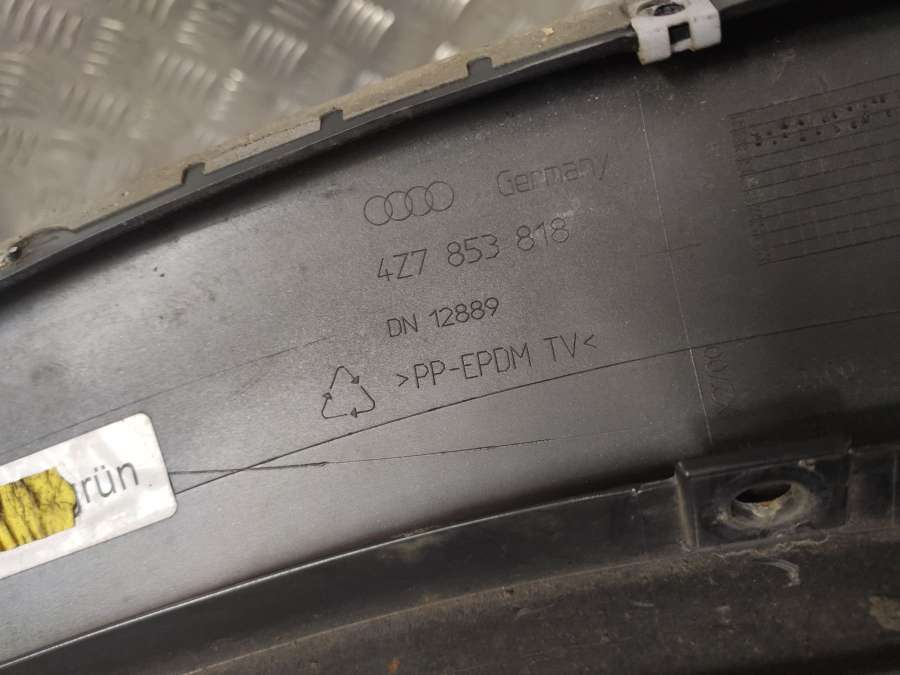 Germany
4Z7 853 818
DN 12889
>PP-EPDM TV<
grün